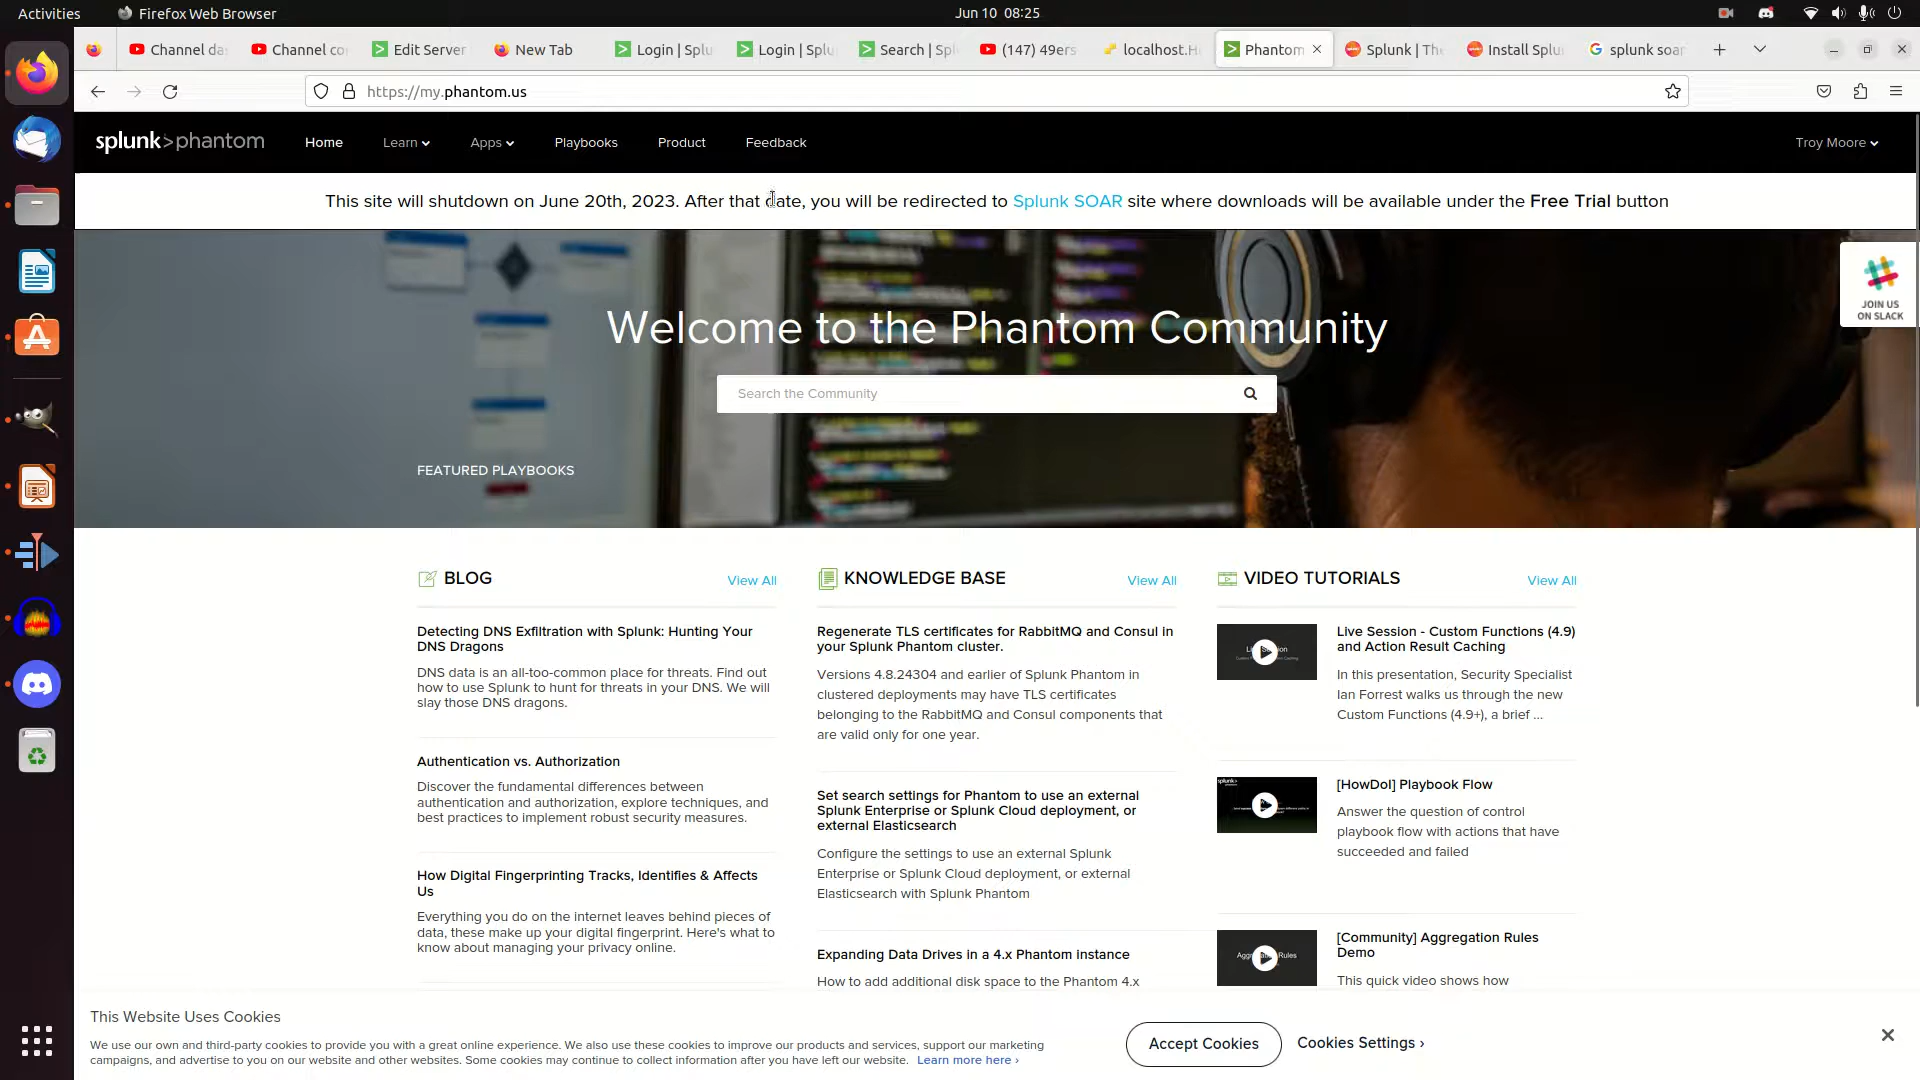 Activities
Firefox Web Browser
Jun 10 08:25
Channel da
Channel co
Edit Server
New Tab
Login | Splu
Login | Splu
Search | Spl
(147) 49ers
localhost.H
Phantom
Splunk | The
Install Splu
splunk soar
https://my.phantom.us
splunk>phantom
Home
Learn
Apps
Playbooks
Product
Feedback
Troy Moore
This site will shutdown on June 20th, 2023. After that date, you will be redirected to Splunk SOAR site where downloads will be available under the Free Trial button
JOIN US
ON SLACK
Welcome to the Phantom Community
Search the Community
FEATURED PLAYBOOKS
BLOG
View All
Detecting DNS Exfiltration with Splunk: Hunting Your
DNS Dragons
DNS data is an all-too-common place for threats. Find out
how to use Splunk to hunt for threats in your DNS. We will
slay those DNS dragons.
Authentication vs. Authorization
Discover the fundamental differences between
authentication and authorization, explore techniques, and
best practices to implement robust security measures.
How Digital Fingerprinting Tracks, Identifies & Affects
Us
Everything you do on the internet leaves behind pieces of
data, these make up your digital fingerprint. Here's what to
know about managing your privacy online.
KNOWLEDGE BASE
View All
Regenerate TLS certificates for RabbitMQ and Consul in
your Splunk Phantom cluster.
Versions 4.8.24304 and earlier of Splunk Phantom in
clustered deployments may have TLS certificates
belonging to the RabbitMQ and Consul components that
are valid only for one year.
Set search settings for Phantom to use an external
Splunk Enterprise or Splunk Cloud deployment, or
external Elasticsearch
Configure the settings to use an external Splunk
Enterprise or Splunk Cloud deployment, or external
Elasticsearch with Splunk Phantom
Expanding Data Drives in a 4.x Phantom instance
How to add additional disk space to the Phantom 4.x
VIDEO TUTORIALS
View All
Live Session - Custom Functions (4.9)
and Action Result Caching
In this presentation, Security Specialist
Ian Forrest walks us through the new
Custom Functions (4.9+), a brief ...
[HowDoI] Playbook Flow
Answer the question of control
playbook flow with actions that have
succeeded and failed
[Community] Aggregation Rules
Demo
This quick video shows how
This Website Uses Cookies
We use our own and third-party cookies to provide you with a great online experience. We also use these cookies to improve our products and services, support our marketing
campaigns, and advertise to you on our website and other websites. Some cookies may continue to collect information after you have left our website. Learn more here ›
Accept Cookies
Cookies Settings ›